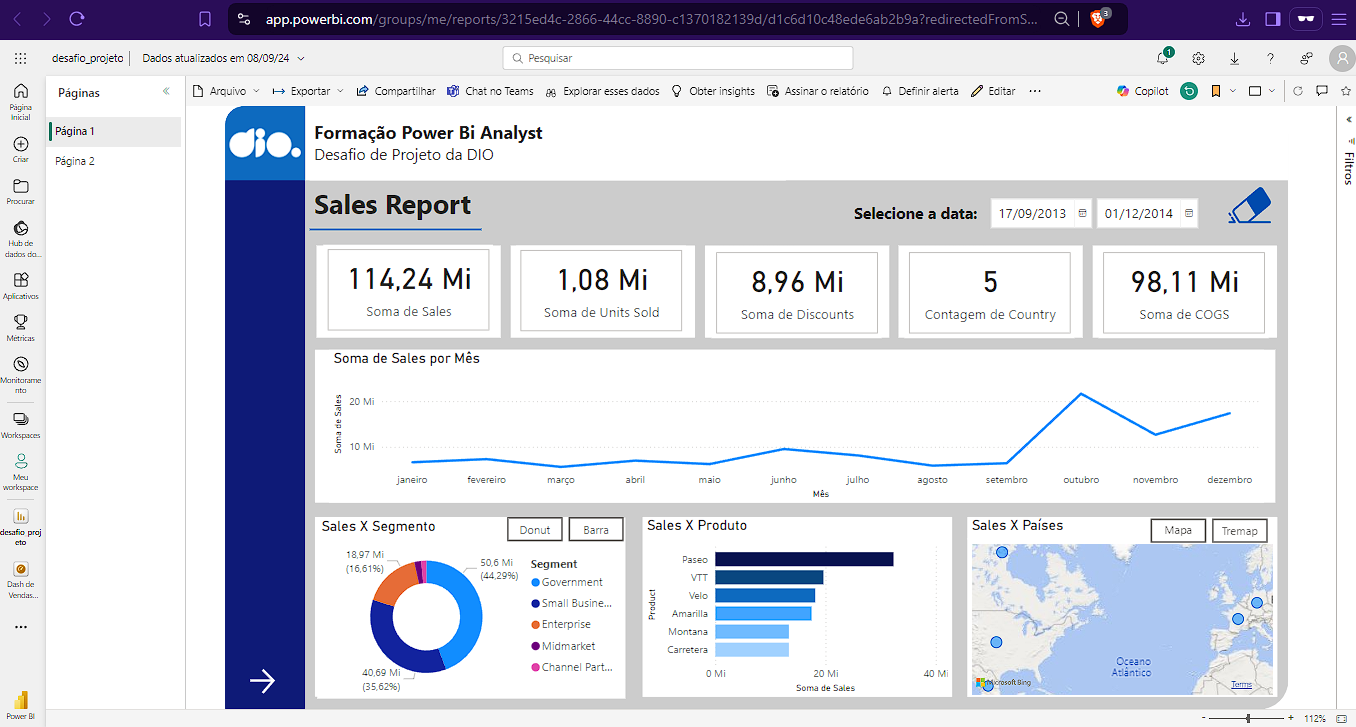 app.powerbi.com/groups/me/reports/3215ed4c-2866-44cc-8890-c1370182139d/d1c6d10c48ede6ab2b9a?redirectedFromS...
3
desafio_projeto
Dados atualizados em 08/09/24
Pesquisar
1
Páginas
Página 1
Página 2
Arquivo
Exportar
Compartilhar
Chat no Teams
Explorar esses dados
Obter insights
Assinar o relatório
Definir alerta
Editar
Copilot
Página
Inicial
Criar
Procurar
Hub de
dados do...
Aplicativos
Métricas
Monitorame
nto
Workspaces
Meu
workspace
desafio_proj
eto
Dash de
Vendas...
Power BI
Filtros
dio.
Formação Power Bi Analyst
Desafio de Projeto da DIO
Sales Report
Selecione a data:
17/09/2013
01/12/2014
114,24 Mi
Soma de Sales
1,08 Mi
Soma de Units Sold
8,96 Mi
Soma de Discounts
5
Contagem de Country
98,11 Mi
Soma de COGS
Soma de Sales por Mês
Soma de Sales
20 Mi
10 Mi
janeiro
fevereiro
março
abril
maio
junho
julho
agosto
setembro
outubro
novembro
dezembro
Mês
Sales X Segmento
Donut
Barra
18,97 Mi
(16,61%)
50,6 Mi
(44,29%)
40,69 Mi
(35,62%)
Segment
Government
Small Busine...
Enterprise
Midmarket
Channel Part...
Sales X Produto
Product
Paseo
VTT
Velo
Amarilla
Montana
Carretera
0 Mi
20 Mi
40 Mi
Soma de Sales
Sales X Países
Mapa
Tremap
Oceano
Atlântico
Microsoft Bing
Terms
112%